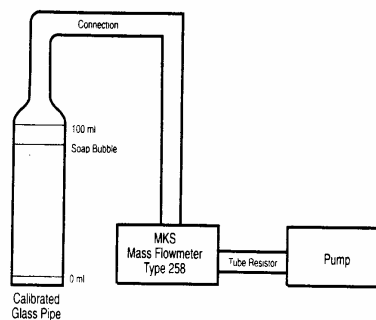 Connection
100 ml
Soap Bubble
MKS
Mass Flowmeter
Type 258
Tube Resistor
Pump
0 ml
Calibrated
Glass Pipe